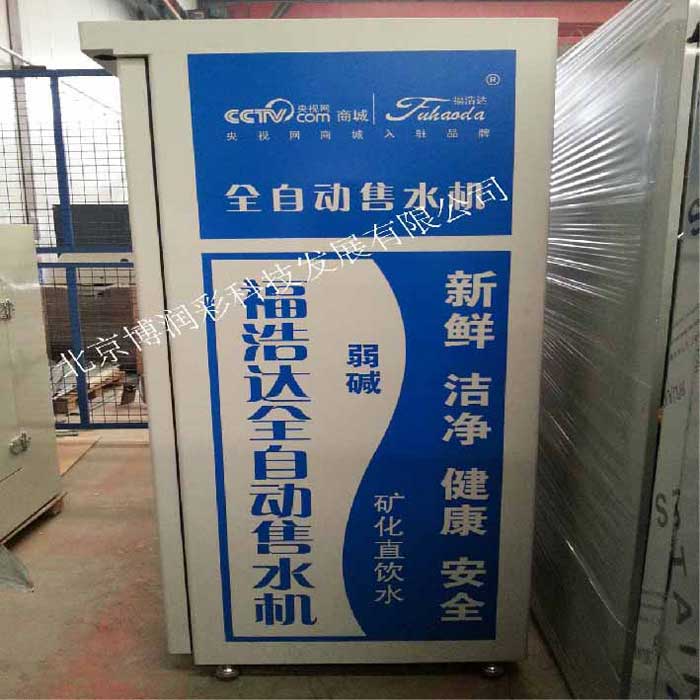 CCTV 央视网 .com 商城 福浩达 Fuhaoda ®
央视网商城入驻品牌
全自动售水机
北京博润彩科技发展有限公司
福浩达全自动售水机
弱碱
矿化直饮水
新鲜 洁净 健康 安全